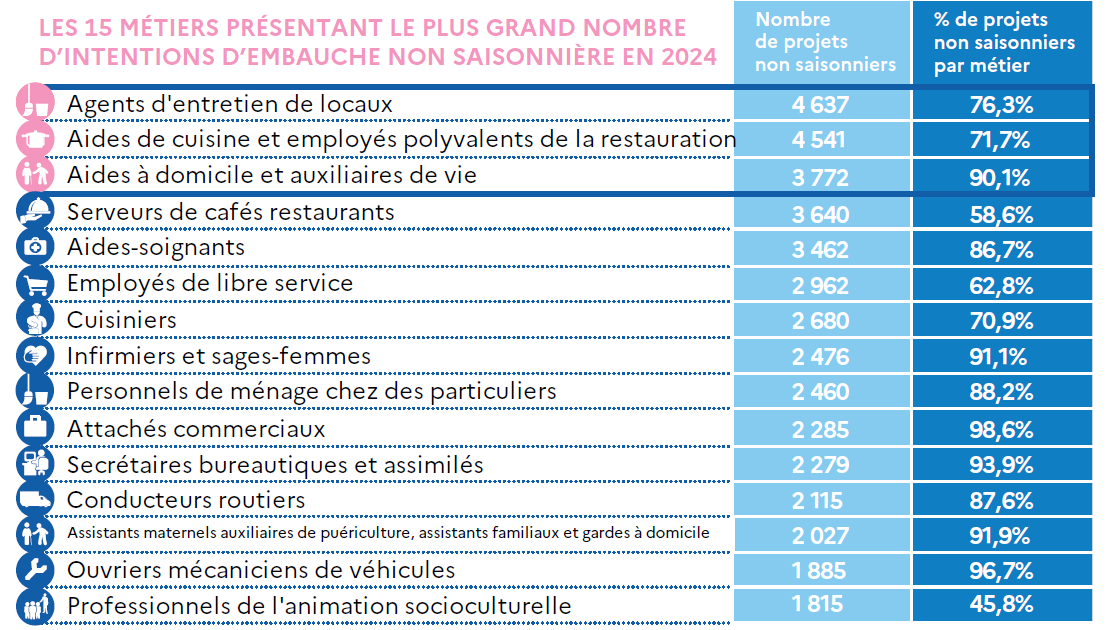 LES 15 MÉTIERS PRÉSENTANT LE PLUS GRAND NOMBRE
D’INTENTIONS D’EMBAUCHE NON SAISONNIÈRE EN 2024
Nombre
de projets
non saisonniers
% de projets
non saisonniers
par métier
Agents d'entretien de locaux 4 637 76,3%
Aides de cuisine et employés polyvalents de la restauration 4 541 71,7%
Aides à domicile et auxiliaires de vie 3 772 90,1%
Serveurs de cafés restaurants 3 640 58,6%
Aides-soignants 3 462 86,7%
Employés de libre service 2 962 62,8%
Cuisiniers 2 680 70,9%
Infirmiers et sages-femmes 2 476 91,1%
Personnels de ménage chez des particuliers 2 460 88,2%
Attachés commerciaux 2 285 98,6%
Secrétaires bureautiques et assimilés 2 279 93,9%
Conducteurs routiers 2 115 87,6%
Assistants maternels auxiliaires de puériculture, assistants familiaux et gardes à domicile 2 027 91,9%
Ouvriers mécaniciens de véhicules 1 885 96,7%
Professionnels de l'animation socioculturelle 1 815 45,8%